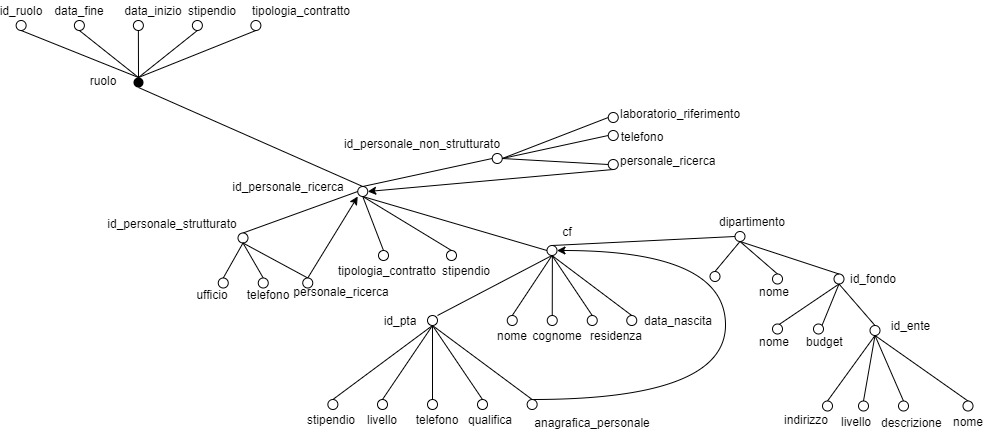 id_ruolo data_fine data_inizio stipendio tipologia_contratto
ruolo
laboratorio_riferimento
telefono
id_personale_non_strutturato
personale_ricerca
id_personale_ricerca
id_personale_strutturato
dipartimento
cf
tipologia_contratto stipendio
id_fondo
ufficio telefono personale_ricerca
nome
id_pta
nome cognome residenza data_nascita
id_ente
nome budget
stipendio livello telefono qualifica anagrafica_personale
indirizzo livello descrizione nome